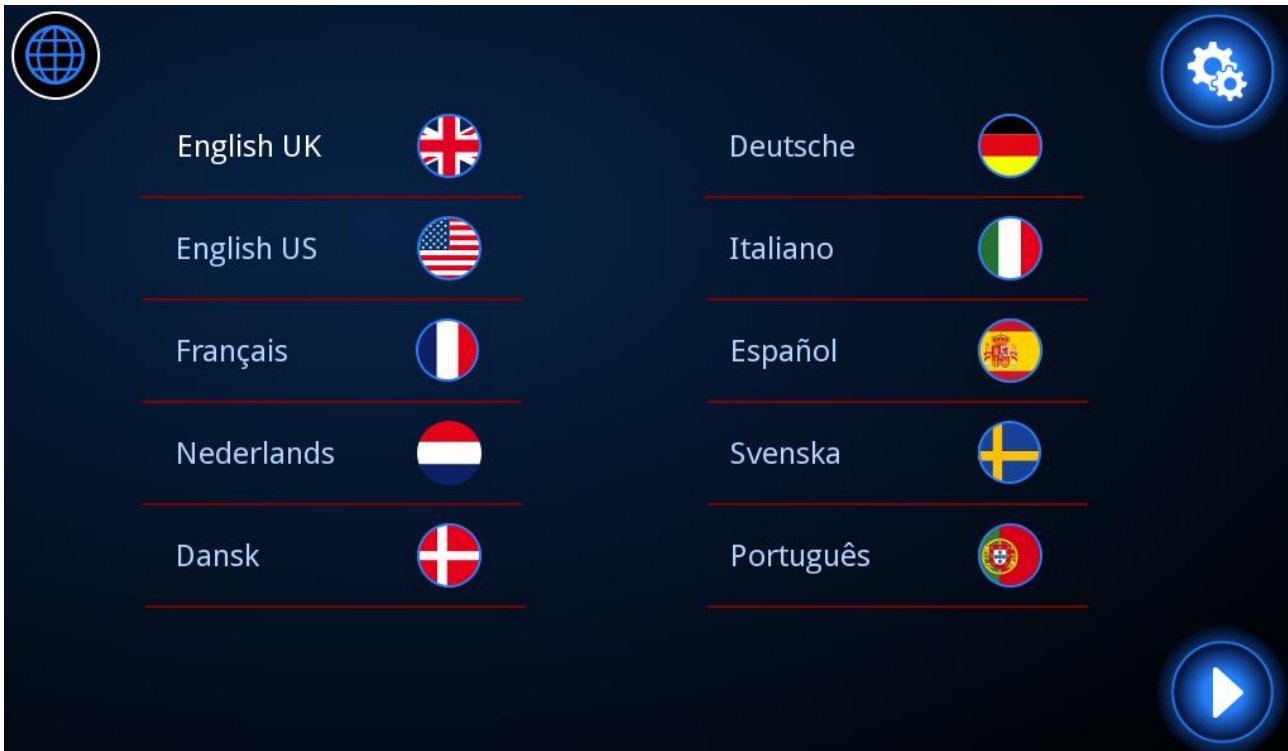 English UK
Deutsche
English US
Italiano
Français
Español
Nederlands
Svenska
Dansk
Português